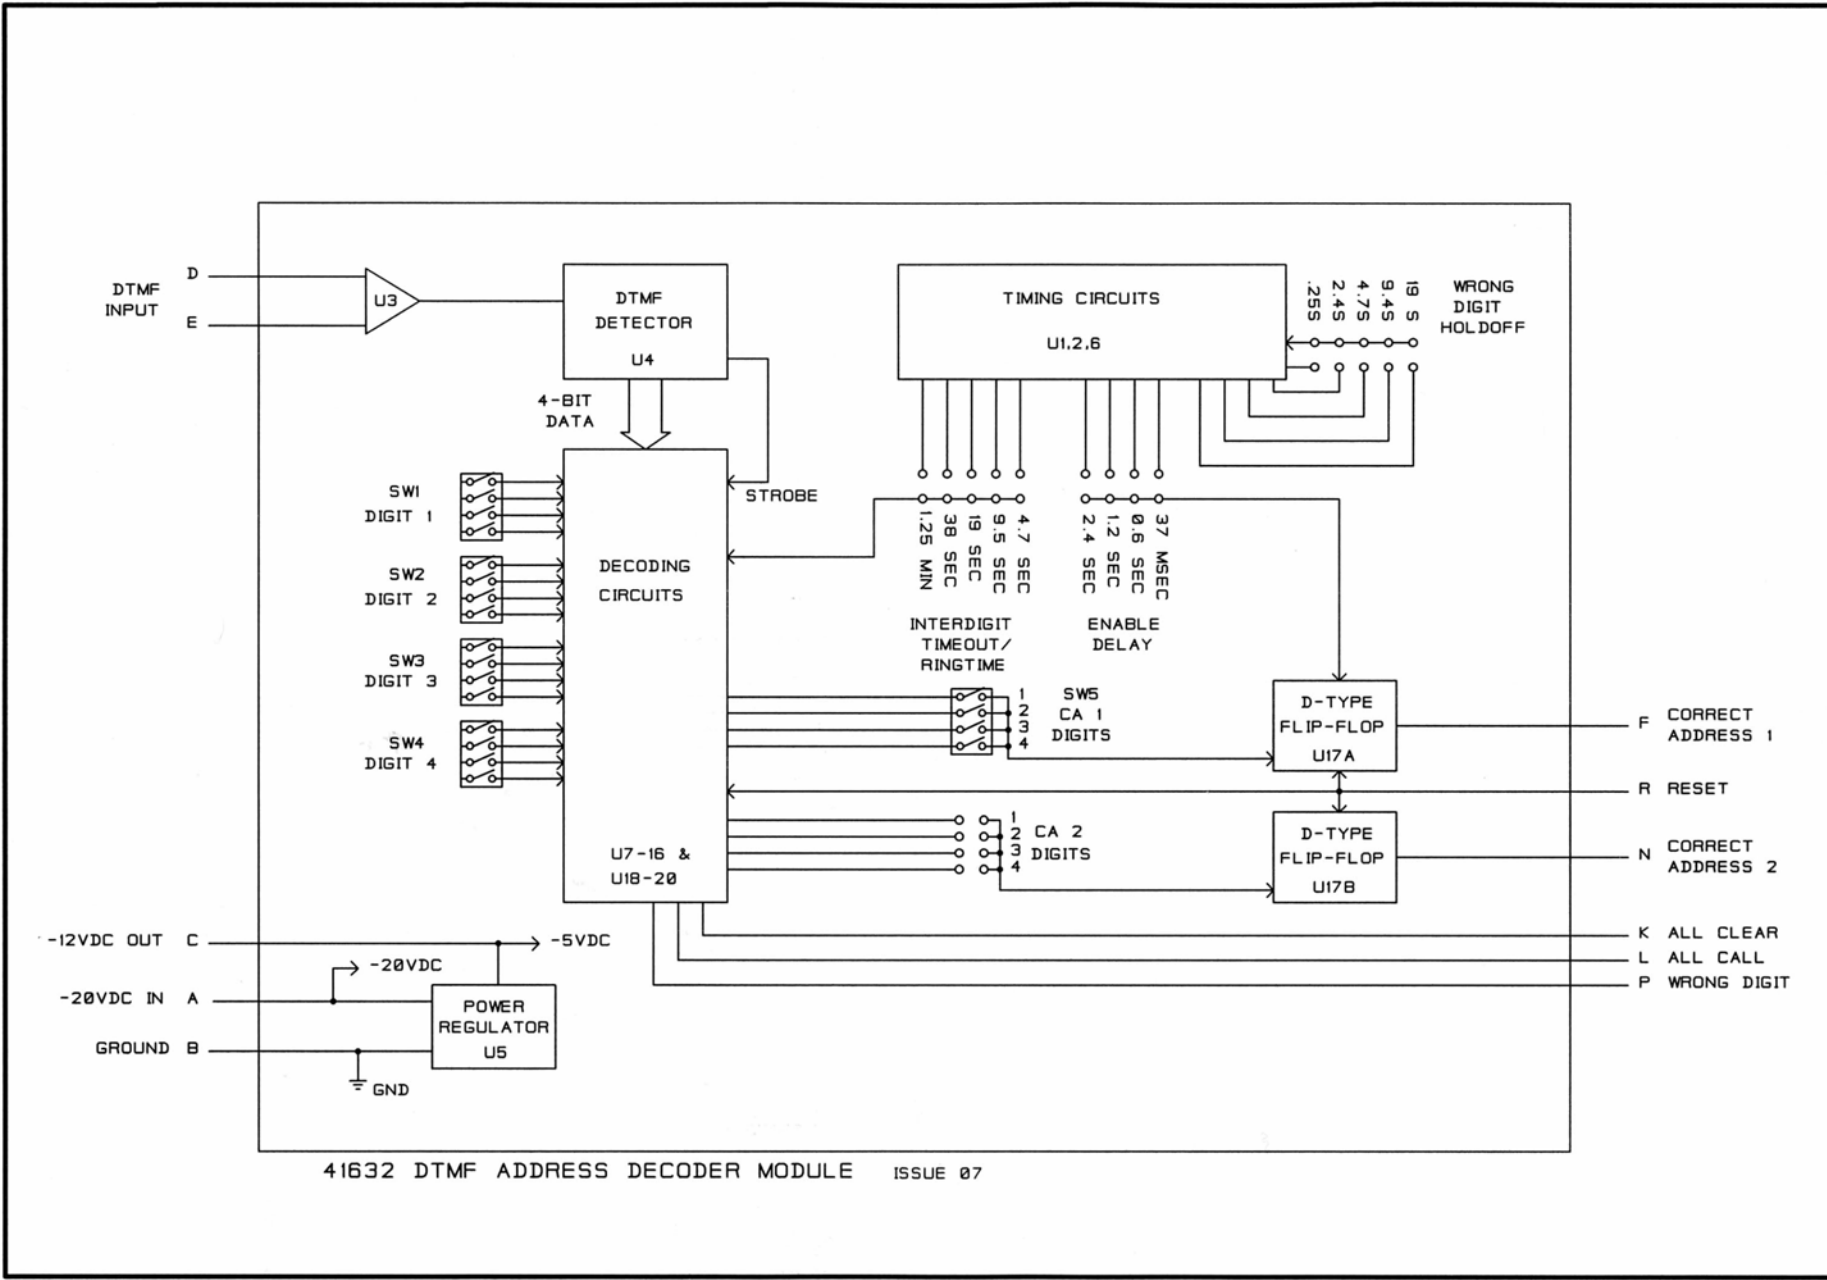 DTMF
INPUT
D
E
U3
DTMF
DETECTOR
U4
4-BIT
DATA
STROBE
TIMING CIRCUITS
U1,2,6
.25S
2.4S
4.7S
9.4S
19 S
WRONG
DIGIT
HOLDOFF
1.25 MIN
38 SEC
19 SEC
9.5 SEC
4.7 SEC
INTERDIGIT
TIMEOUT/
RINGTIME
2.4 SEC
1.2 SEC
0.6 SEC
37 MSEC
ENABLE
DELAY
SW1
DIGIT 1
SW2
DIGIT 2
SW3
DIGIT 3
SW4
DIGIT 4
DECODING
CIRCUITS
U7-16 &
U18-20
1
2
3
4
SW5
CA 1
DIGITS
1
2
3
4
CA 2
DIGITS
D-TYPE
FLIP-FLOP
U17A
D-TYPE
FLIP-FLOP
U17B
F CORRECT
ADDRESS 1
R RESET
N CORRECT
ADDRESS 2
K ALL CLEAR
L ALL CALL
P WRONG DIGIT
-12VDC OUT C
-5VDC
-20VDC
-20VDC IN A
GROUND B
POWER
REGULATOR
U5
GND
41632 DTMF ADDRESS DECODER MODULE ISSUE 07